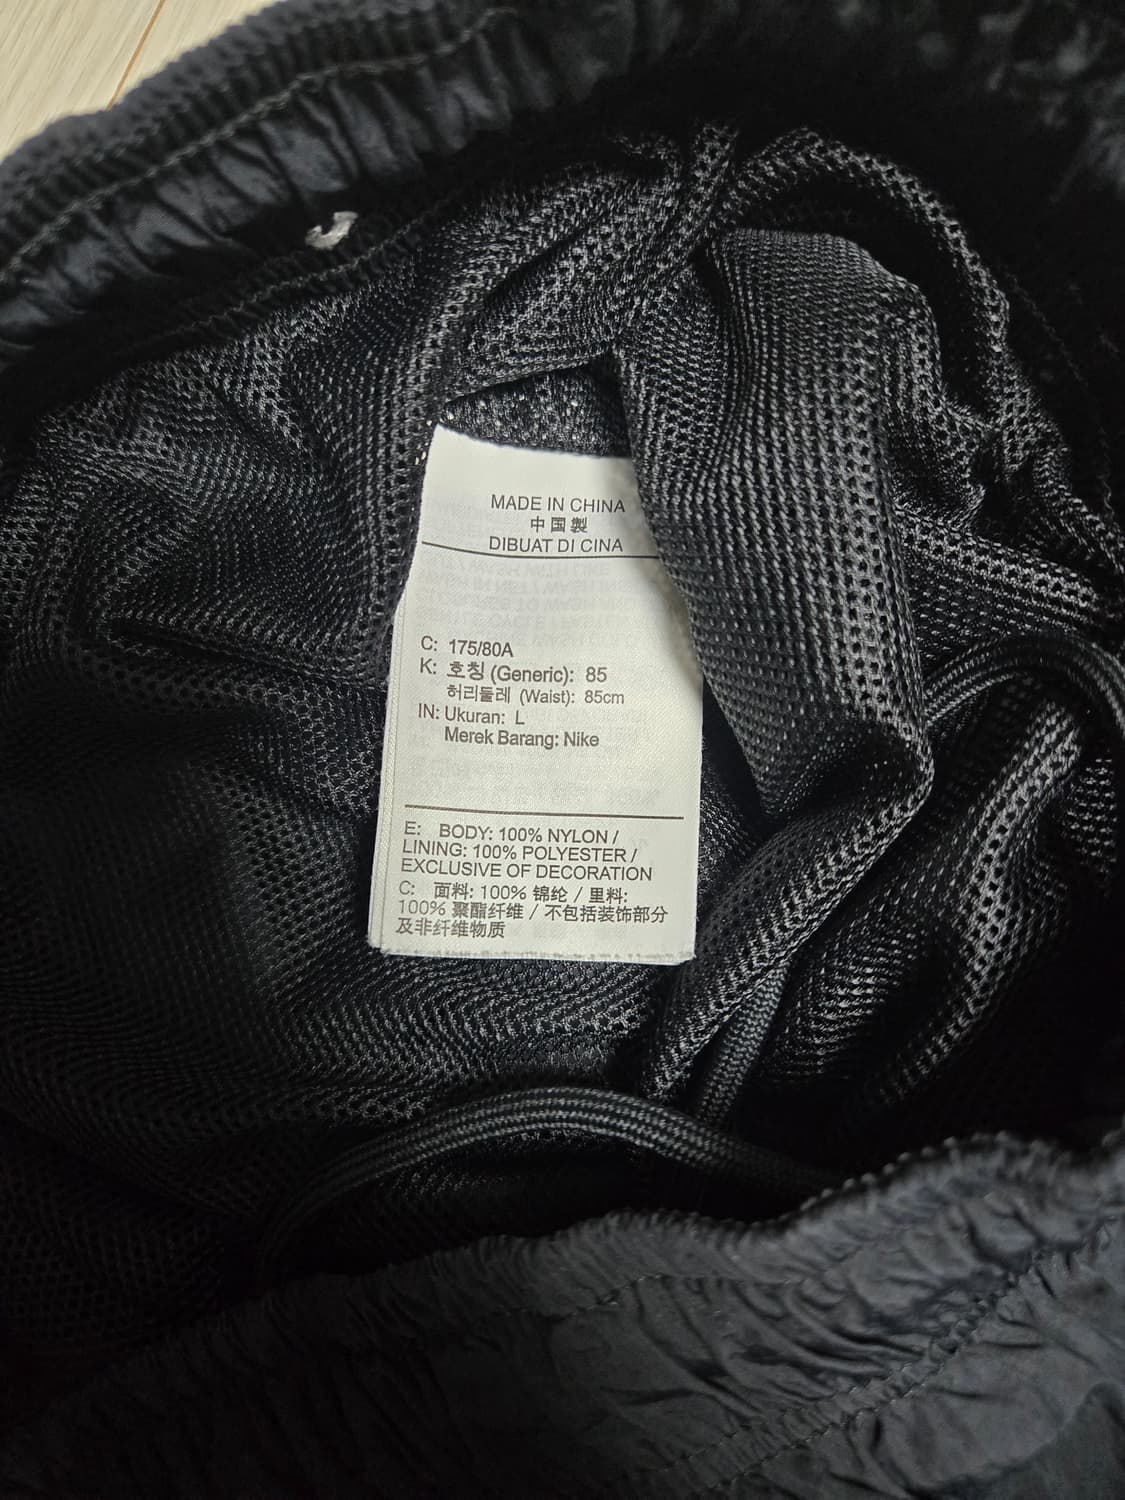 MADE IN CHINA
中国製
DIBUAT DI CINA
C: 175/80A
K: 호칭 (Generic): 85
허리둘레 (Waist): 85cm
IN: Ukuran: L
Merek Barang: Nike
E: BODY: 100% NYLON /
LINING: 100% POLYESTER /
EXCLUSIVE OF DECORATION
C: 面料: 100% 锦纶 / 里料:
100% 聚酯纤维 / 不包括装饰部分
及非纤维物质